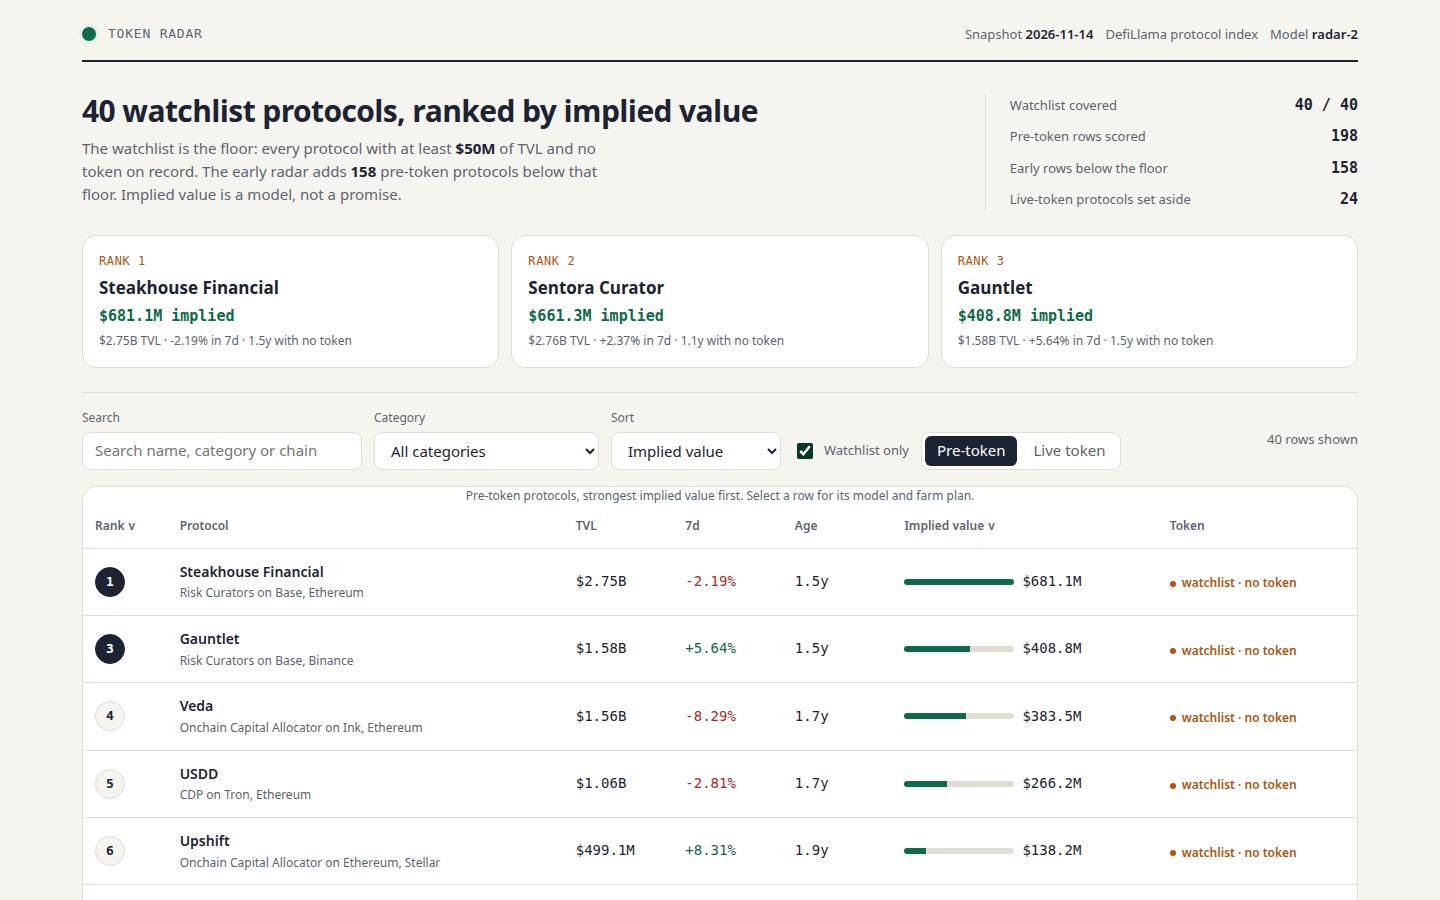 TOKEN RADAR
Snapshot 2026-11-14 DefiLlama protocol index Model radar-2
40 watchlist protocols, ranked by implied value
The watchlist is the floor: every protocol with at least $50M of TVL and no
token on record. The early radar adds 158 pre-token protocols below that
floor. Implied value is a model, not a promise.
Watchlist covered 40 / 40
Pre-token rows scored 198
Early rows below the floor 158
Live-token protocols set aside 24
RANK 1
Steakhouse Financial
$681.1M implied
$2.75B TVL · -2.19% in 7d · 1.5y with no token
RANK 2
Sentora Curator
$661.3M implied
$2.76B TVL · +2.37% in 7d · 1.1y with no token
RANK 3
Gauntlet
$408.8M implied
$1.58B TVL · +5.64% in 7d · 1.5y with no token
Search
Search name, category or chain
Category
All categories
Sort
Implied value
Watchlist only
Pre-token
Live token
40 rows shown
Pre-token protocols, strongest implied value first. Select a row for its model and farm plan.
Rank v Protocol TVL 7d Age Implied value v Token
1 Steakhouse Financial $2.75B -2.19% 1.5y $681.1M watchlist · no token
Risk Curators on Base, Ethereum
3 Gauntlet $1.58B +5.64% 1.5y $408.8M watchlist · no token
Risk Curators on Base, Binance
4 Veda $1.56B -8.29% 1.7y $383.5M watchlist · no token
Onchain Capital Allocator on Ink, Ethereum
5 USDD $1.06B -2.81% 1.7y $266.2M watchlist · no token
CDP on Tron, Ethereum
6 Upshift $499.1M +8.31% 1.9y $138.2M watchlist · no token
Onchain Capital Allocator on Ethereum, Stellar